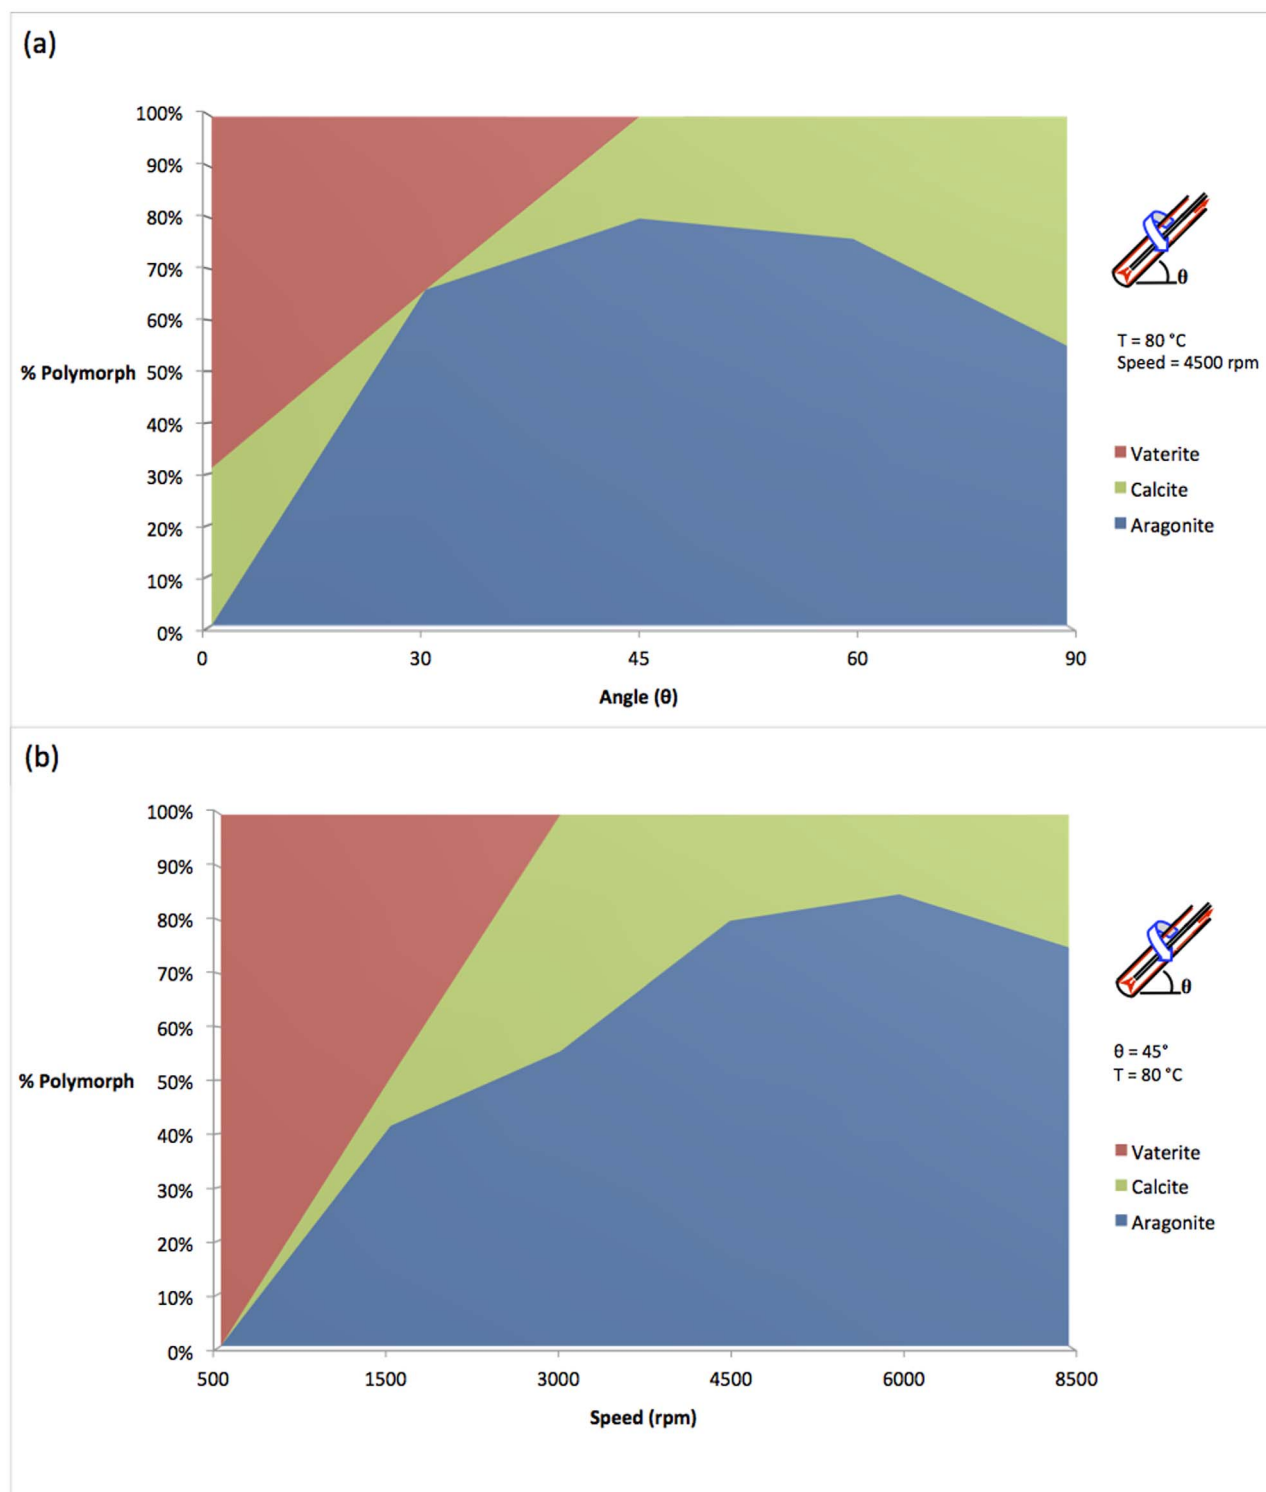 (a)
100%
90%
80%
70%
60%
% Polymorph 50%
40%
30%
20%
10%
0%
0 30 45 60 90
Angle (θ)
θ
T = 80 °C
Speed = 4500 rpm
Vaterite
Calcite
Aragonite
(b)
100%
90%
80%
70%
60%
% Polymorph 50%
40%
30%
20%
10%
0%
500 1500 3000 4500 6000 8500
Speed (rpm)
θ
θ = 45°
T = 80 °C
Vaterite
Calcite
Aragonite